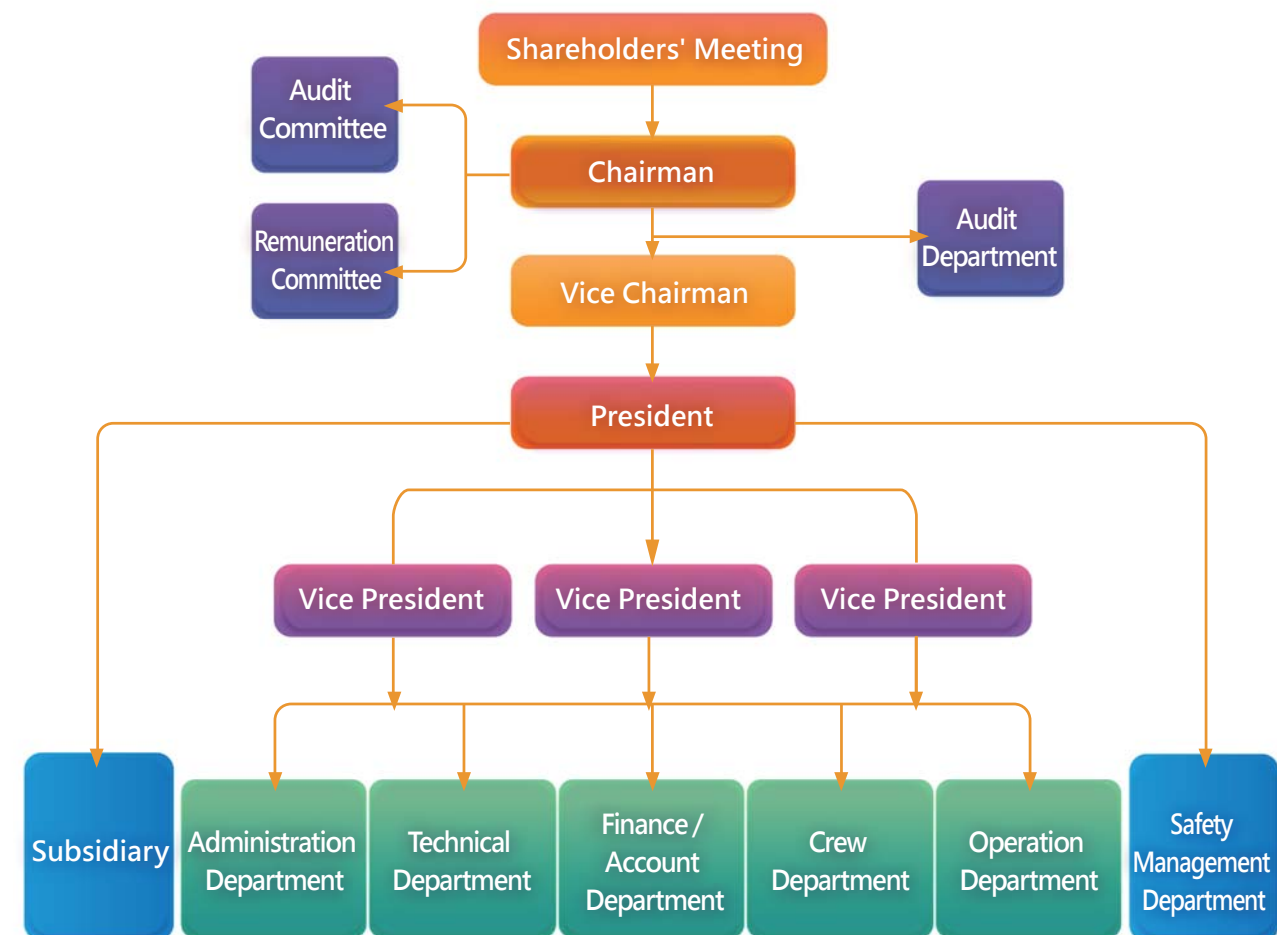 Shareholders' Meeting
Audit
Committee
Chairman
Remuneration
Committee
Audit
Department
Vice Chairman
President
Vice President
Vice President
Vice President
Subsidiary
Administration
Department
Technical
Department
Finance /
Account
Department
Crew
Department
Operation
Department
Safety
Management
Department